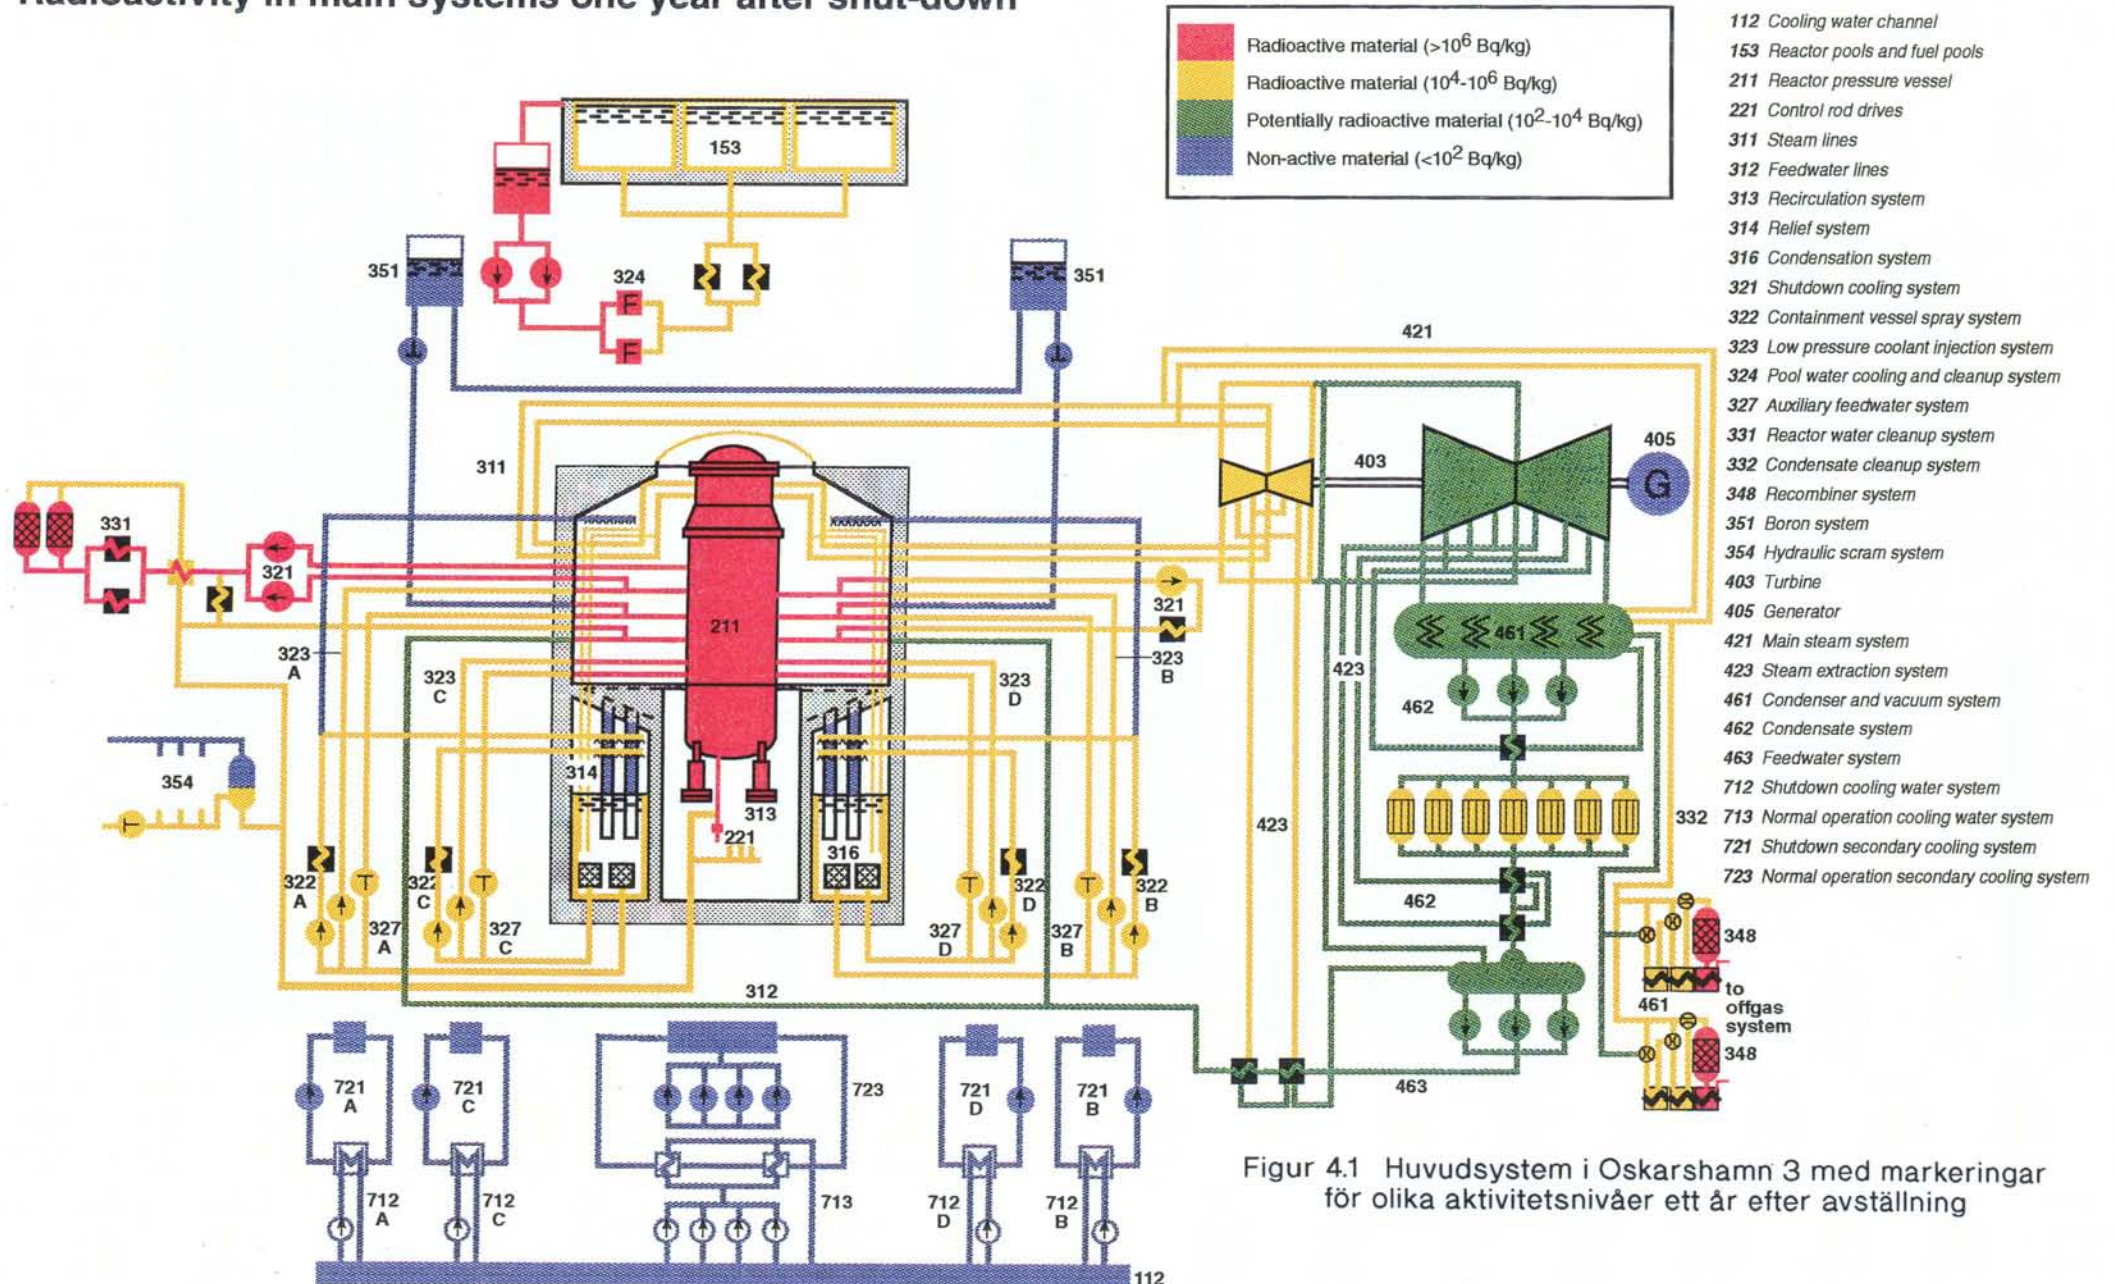 Radioactivity in main systems one year after shut-down
Radioactive material (>10⁶ Bq/kg)
Radioactive material (10⁴-10⁶ Bq/kg)
Potentially radioactive material (10²-10⁴ Bq/kg)
Non-active material (<10² Bq/kg)
112 Cooling water channel
153 Reactor pools and fuel pools
211 Reactor pressure vessel
221 Control rod drives
311 Steam lines
312 Feedwater lines
313 Recirculation system
314 Relief system
316 Condensation system
321 Shutdown cooling system
322 Containment vessel spray system
323 Low pressure coolant injection system
324 Pool water cooling and cleanup system
327 Auxiliary feedwater system
331 Reactor water cleanup system
332 Condensate cleanup system
348 Recombiner system
351 Boron system
354 Hydraulic scram system
403 Turbine
405 Generator
421 Main steam system
423 Steam extraction system
461 Condenser and vacuum system
462 Condensate system
463 Feedwater system
712 Shutdown cooling water system
713 Normal operation cooling water system
721 Shutdown secondary cooling system
723 Normal operation secondary cooling system
153
351
324
F
F
351
421
311
403
405
G
331
321
211
321
461
323
A
323
C
323
D
323
B
423
462
354
314
313
221
316
423
332
322
A
322
C
322
D
322
B
462
327
A
327
C
327
D
327
B
348
312
461
to
offgas
system
348
463
721
A
721
C
723
721
D
721
B
712
A
712
C
713
712
D
712
B
112
Figur 4.1 Huvudsystem i Oskarshamn 3 med markeringar
för olika aktivitetsnivåer ett år efter avställning